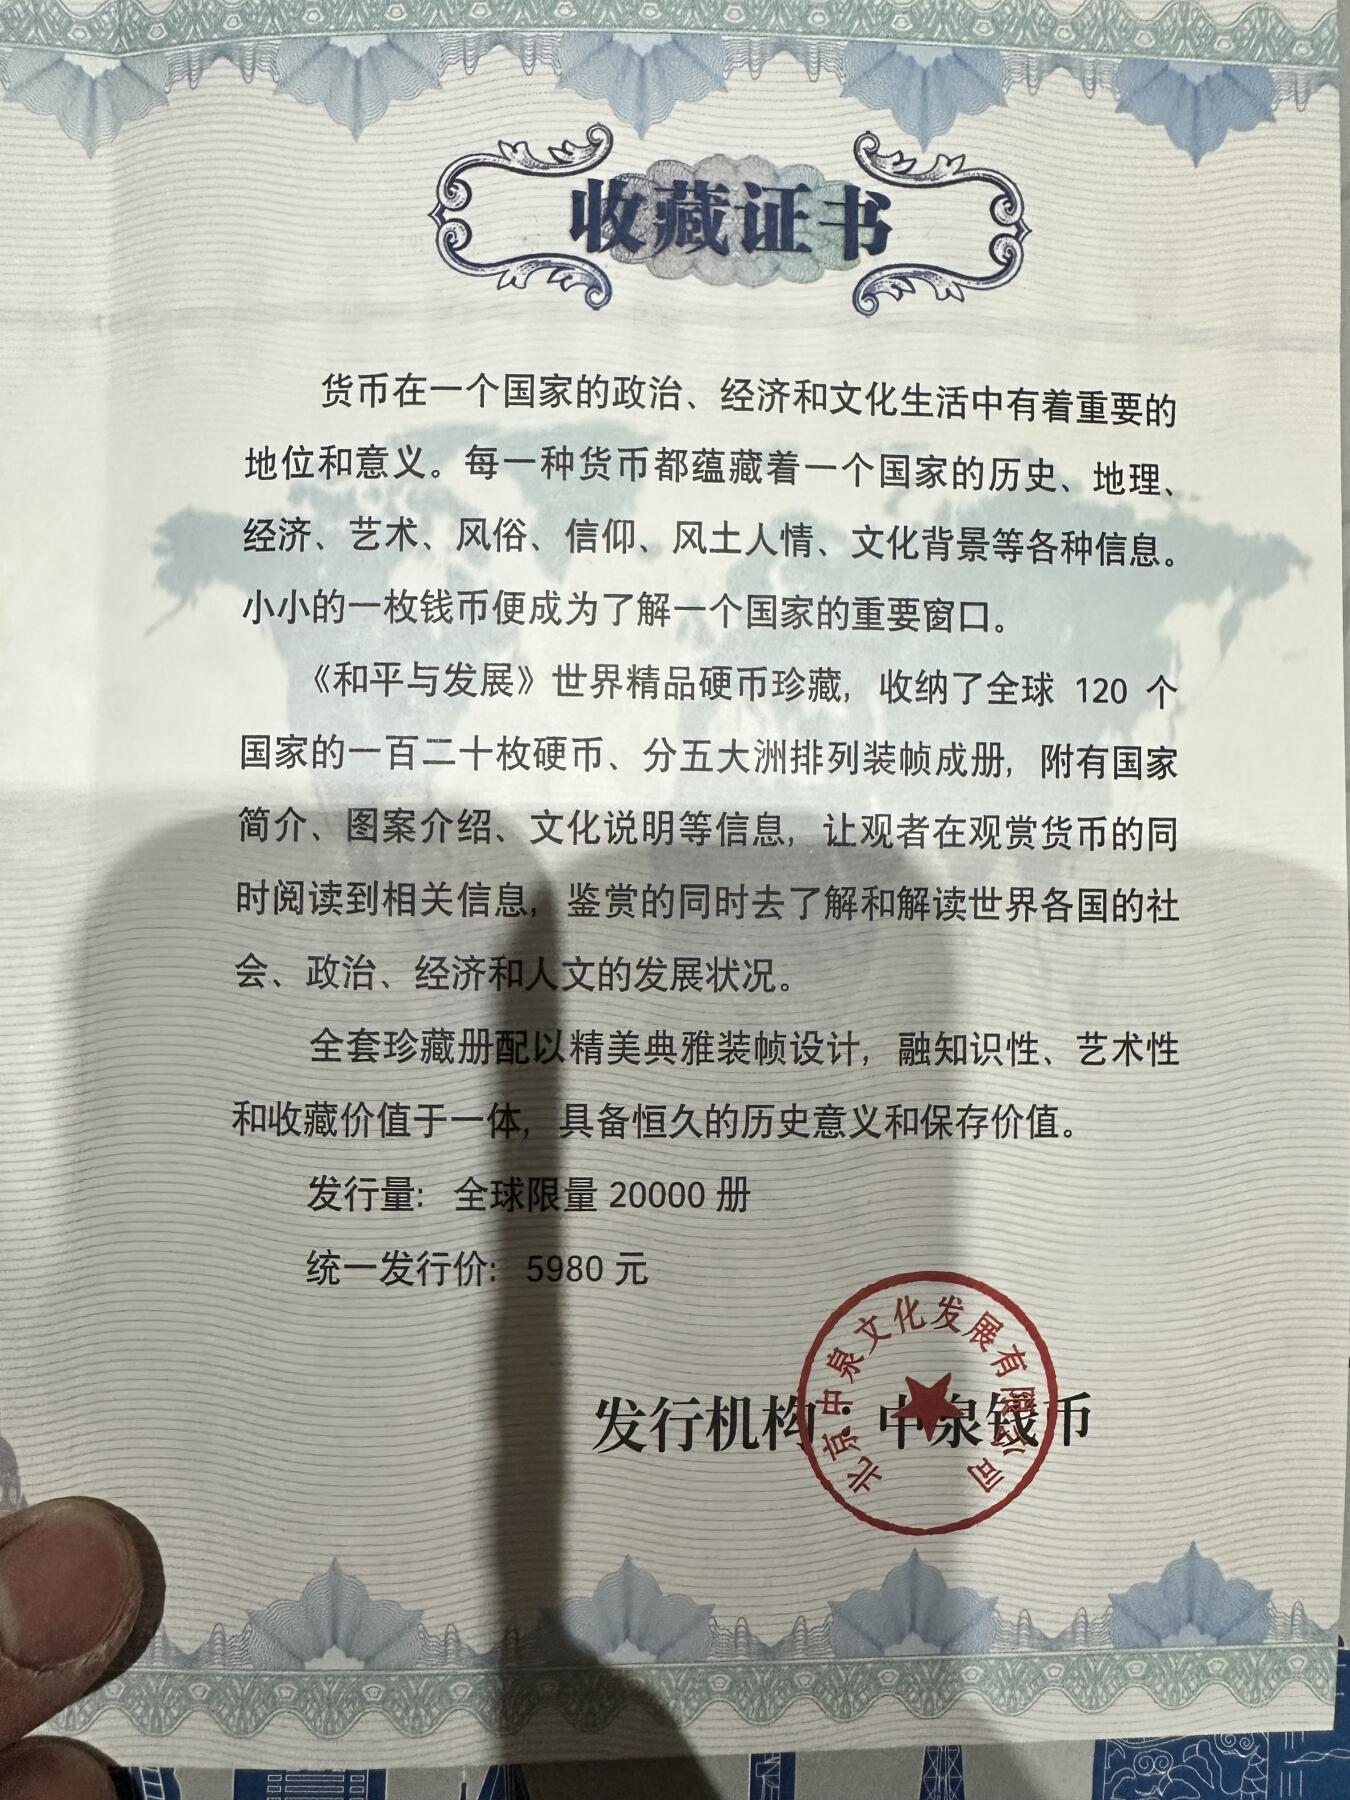 收藏证书
货币在一个国家的政治、经济和文化生活中有着重要的
地位和意义。每一种货币都蕴藏着一个国家的历史、地理、
经济、艺术、风俗、信仰、风土人情、文化背景等各种信息。
小小的一枚钱币便成为了解一个国家的重要窗口。
《和平与发展》世界精品硬币珍藏，收纳了全球 120 个
国家的一百二十枚硬币、分五大洲排列装帧成册，附有国家
简介、图案介绍、文化说明等信息，让观者在观赏货币的同
时阅读到相关信息，鉴赏的同时去了解和解读世界各国的社
会、政治、经济和人文的发展状况。
全套珍藏册配以精美典雅装帧设计，融知识性、艺术性
和收藏价值于一体，具备恒久的历史意义和保存价值。
发行量： 全球限量 20000 册
统一发行价： 5980 元
发行机构：中泉钱币
北京中泉文化发展有限公司